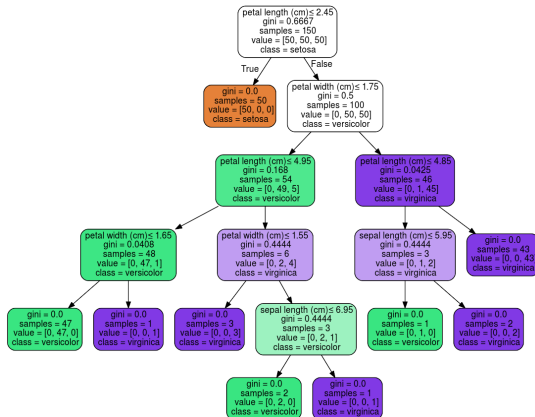 petal length (cm)≤ 2.45
gini = 0.6667
samples = 150
value = [50, 50, 50]
class = setosa
True
False
gini = 0.0
samples = 50
value = [50, 0, 0]
class = setosa
petal width (cm)≤ 1.75
gini = 0.5
samples = 100
value = [0, 50, 50]
class = versicolor
petal length (cm)≤ 4.95
gini = 0.168
samples = 54
value = [0, 49, 5]
class = versicolor
petal length (cm)≤ 4.85
gini = 0.0425
samples = 46
value = [0, 1, 45]
class = virginica
petal width (cm)≤ 1.65
gini = 0.0408
samples = 48
value = [0, 47, 1]
class = versicolor
petal width (cm)≤ 1.55
gini = 0.4444
samples = 6
value = [0, 2, 4]
class = virginica
sepal length (cm)≤ 5.95
gini = 0.4444
samples = 3
value = [0, 1, 2]
class = virginica
gini = 0.0
samples = 43
value = [0, 0, 43]
class = virginica
gini = 0.0
samples = 47
value = [0, 47, 0]
class = versicolor
gini = 0.0
samples = 1
value = [0, 0, 1]
class = virginica
gini = 0.0
samples = 3
value = [0, 0, 3]
class = virginica
sepal length (cm)≤ 6.95
gini = 0.4444
samples = 3
value = [0, 2, 1]
class = versicolor
gini = 0.0
samples = 1
value = [0, 1, 0]
class = versicolor
gini = 0.0
samples = 2
value = [0, 0, 2]
class = virginica
gini = 0.0
samples = 2
value = [0, 2, 0]
class = versicolor
gini = 0.0
samples = 1
value = [0, 0, 1]
class = virginica